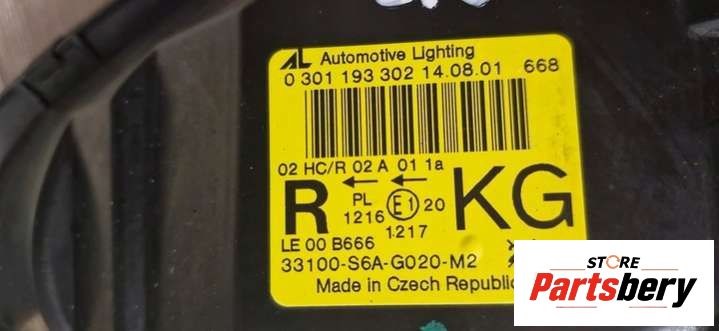 AL Automotive Lighting
0 301 193 302 14.08.01 668
02 HC/R 02 A 01 1a
R PL E1 20 KG
1216
1217
LE 00 B666
33100-S6A-G020-M2
Made in Czech Republic
STORE
Partsbery